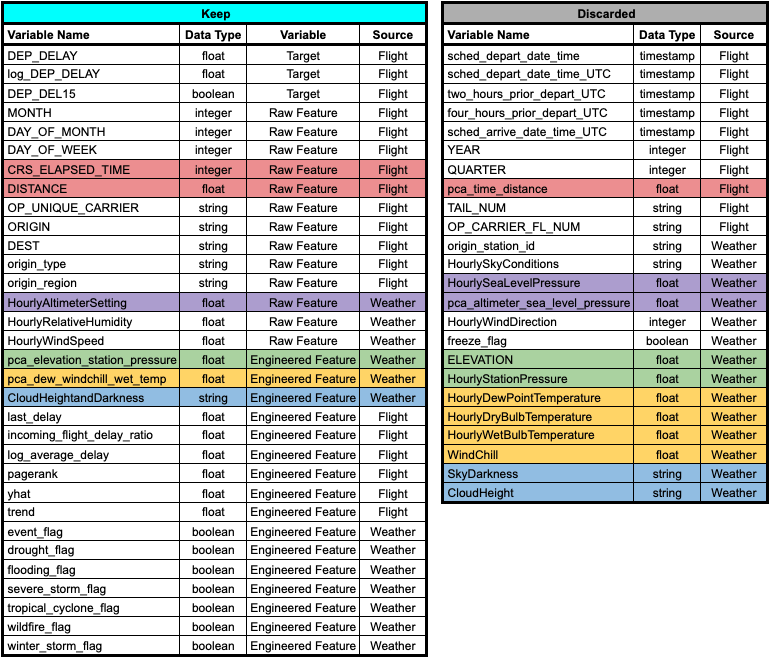 Keep
Variable Name Data Type Variable Source
DEP_DELAY float Target Flight
log_DEP_DELAY float Target Flight
DEP_DEL15 boolean Target Flight
MONTH integer Raw Feature Flight
DAY_OF_MONTH integer Raw Feature Flight
DAY_OF_WEEK integer Raw Feature Flight
CRS_ELAPSED_TIME integer Raw Feature Flight
DISTANCE float Raw Feature Flight
OP_UNIQUE_CARRIER string Raw Feature Flight
ORIGIN string Raw Feature Flight
DEST string Raw Feature Flight
origin_type string Raw Feature Flight
origin_region string Raw Feature Flight
HourlyAltimeterSetting float Raw Feature Weather
HourlyRelativeHumidity float Raw Feature Weather
HourlyWindSpeed float Raw Feature Weather
pca_elevation_station_pressure float Engineered Feature Weather
pca_dew_windchill_wet_temp float Engineered Feature Weather
CloudHeightandDarkness string Engineered Feature Weather
last_delay float Engineered Feature Flight
incoming_flight_delay_ratio float Engineered Feature Flight
log_average_delay float Engineered Feature Flight
pagerank float Engineered Feature Flight
yhat float Engineered Feature Flight
trend float Engineered Feature Flight
event_flag boolean Engineered Feature Weather
drought_flag boolean Engineered Feature Weather
flooding_flag boolean Engineered Feature Weather
severe_storm_flag boolean Engineered Feature Weather
tropical_cyclone_flag boolean Engineered Feature Weather
wildfire_flag boolean Engineered Feature Weather
winter_storm_flag boolean Engineered Feature Weather
Discarded
Variable Name Data Type Source
sched_depart_date_time timestamp Flight
sched_depart_date_time_UTC timestamp Flight
two_hours_prior_depart_UTC timestamp Flight
four_hours_prior_depart_UTC timestamp Flight
sched_arrive_date_time_UTC timestamp Flight
YEAR integer Flight
QUARTER integer Flight
pca_time_distance float Flight
TAIL_NUM string Flight
OP_CARRIER_FL_NUM string Flight
origin_station_id string Weather
HourlySkyConditions string Weather
HourlySeaLevelPressure float Weather
pca_altimeter_sea_level_pressure float Weather
HourlyWindDirection integer Weather
freeze_flag boolean Weather
ELEVATION float Weather
HourlyStationPressure float Weather
HourlyDewPointTemperature float Weather
HourlyDryBulbTemperature float Weather
HourlyWetBulbTemperature float Weather
WindChill float Weather
SkyDarkness string Weather
CloudHeight string Weather